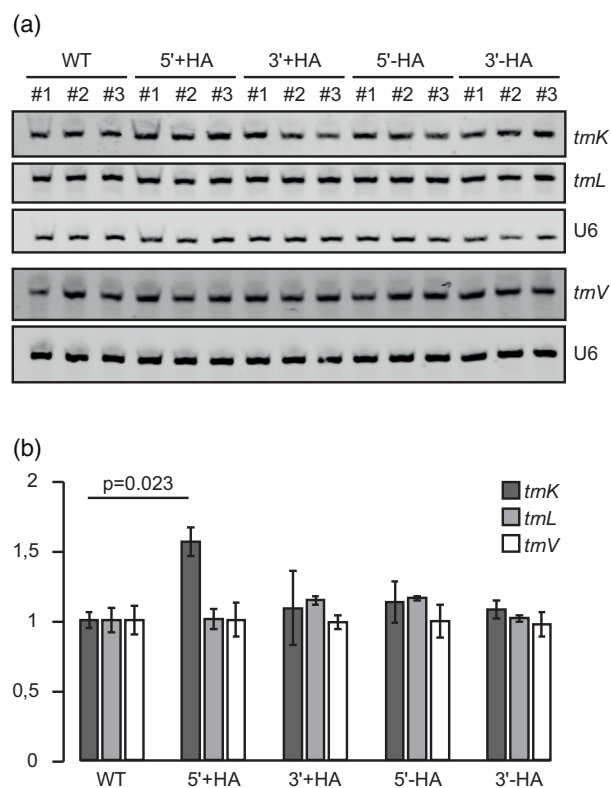 (a)
WT 5'+HA 3'+HA 5'-HA 3'-HA
#1 #2 #3 #1 #2 #3 #1 #2 #3 #1 #2 #3 #1 #2 #3
trnK
trnL
U6
trnV
U6
(b)
2
p=0.023
trnK
trnL
trnV
1,5
1
0,5
0
WT 5'+HA 3'+HA 5'-HA 3'-HA